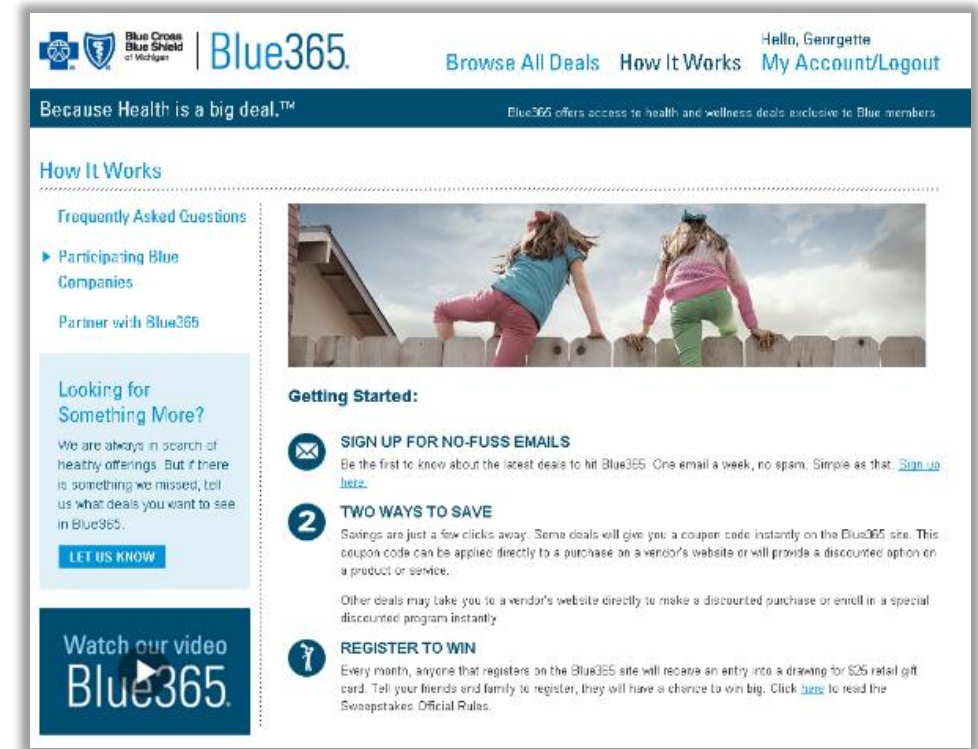 Blue Cross
Blue Shield
of Michigan
Blue365.
Hello, Georgette
Browse All Deals How It Works My Account/Logout
Because Health is a big deal.™
Blue365 offers access to health and wellness deals exclusive to Blue members.
How It Works
Frequently Asked Questions
Participating Blue
Companies
Partner with Blue365
Looking for
Something More?
We are always in search of
healthy offerings. But if there
is something we missed, tell
us what deals you want to see
in Blue365.
LET US KNOW
Watch our video
Blue365.
Getting Started:
SIGN UP FOR NO-FUSS EMAILS
Be the first to know about the latest deals to hit Blue365. One email a week, no spam. Simple as that. Sign up
here.
2
TWO WAYS TO SAVE
Savings are just a few clicks away. Some deals will give you a coupon code instantly on the Blue365 site. This
coupon code can be applied directly to a purchase on a vendor's website or will provide a discounted option on
a product or service.
Other deals may take you to a vendor's website directly to make a discounted purchase or enroll in a special
discounted program instantly.
REGISTER TO WIN
Every month, anyone that registers on the Blue365 site will receive an entry into a drawing for $25 retail gift
card. Tell your friends and family to register, they will have a chance to win big. Click here to read the
Sweepstakes Official Rules.